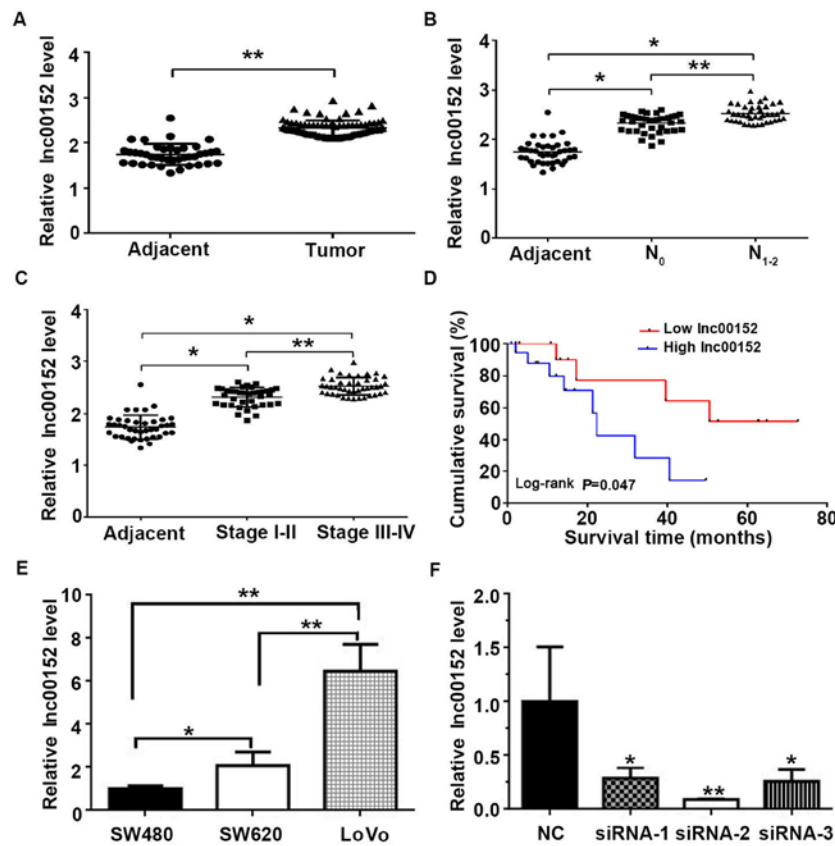 A
Relative lnc00152 level
4
3
2
1
0
**
Adjacent
Tumor
B
Relative lnc00152 level
4
3
2
1
0
*
*
**
Adjacent
N0
N1-2
C
Relative lnc00152 level
4
3
2
1
0
*
*
**
Adjacent
Stage I-II
Stage III-IV
D
Cumulative survival (%)
100
80
60
40
20
0
Low lnc00152
High lnc00152
Log-rank P=0.047
0
20
40
60
80
Survival time (months)
E
Relative lnc00152 level
10
8
6
4
2
0
**
**
*
SW480
SW620
LoVo
F
Relative lnc00152 level
2.0
1.5
1.0
0.5
0.0
*
**
*
NC
siRNA-1
siRNA-2
siRNA-3